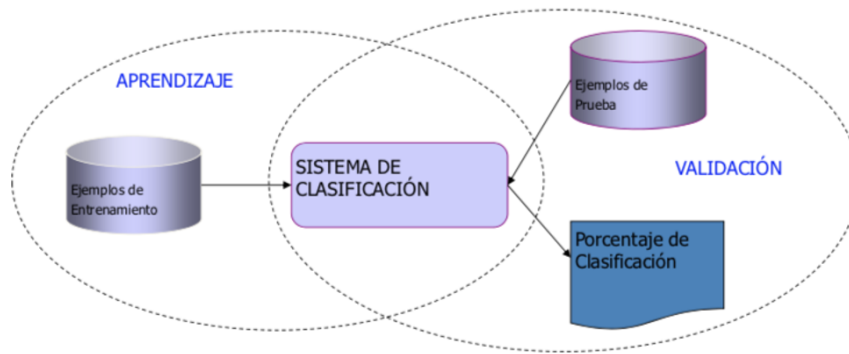 APRENDIZAJE
Ejemplos de
Entrenamiento
SISTEMA DE
CLASIFICACIÓN
Ejemplos de
Prueba
VALIDACIÓN
Porcentaje de
Clasificación